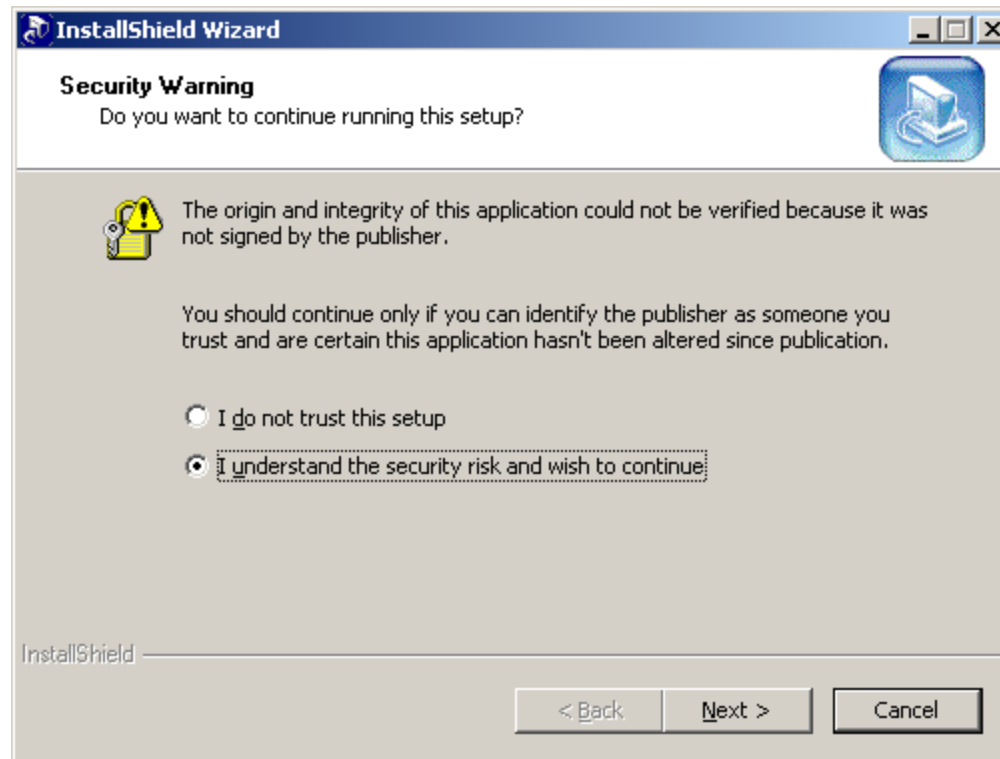 InstallShield Wizard
Security Warning
Do you want to continue running this setup?
The origin and integrity of this application could not be verified because it was
not signed by the publisher.
You should continue only if you can identify the publisher as someone you
trust and are certain this application hasn't been altered since publication.
I do not trust this setup
I understand the security risk and wish to continue
InstallShield
< Back Next > Cancel